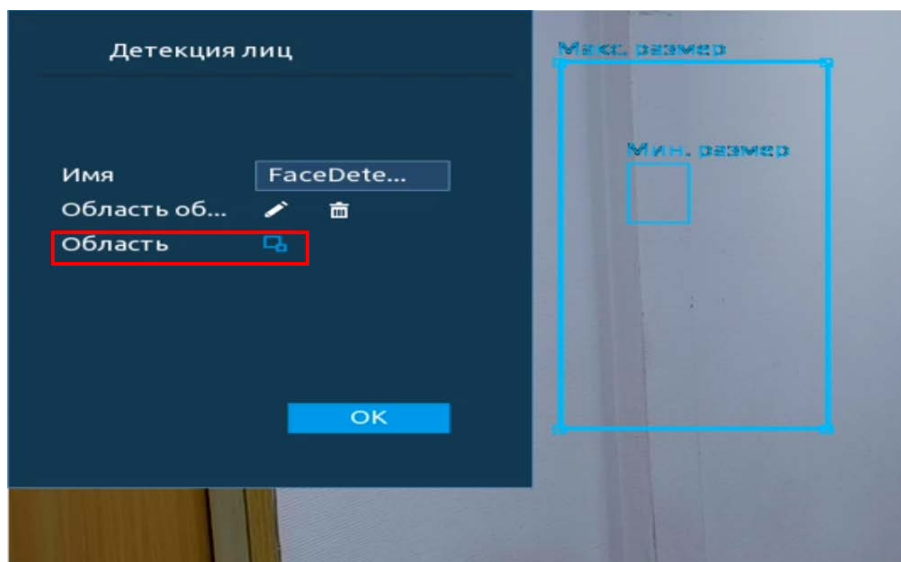 Детекция лиц
Макс. размер
Мин. размер
Имя
FaceDete...
Область об...
Область
OK